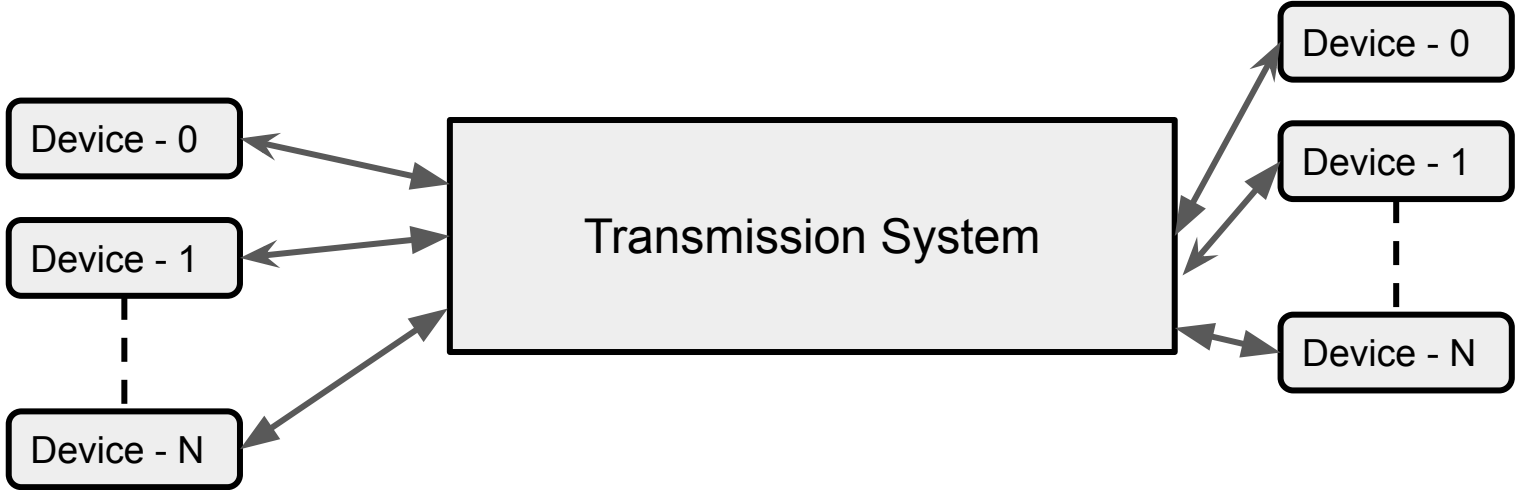 Device - 0
Device - 1
Device - N
Transmission System
Device - 0
Device - 1
Device - N